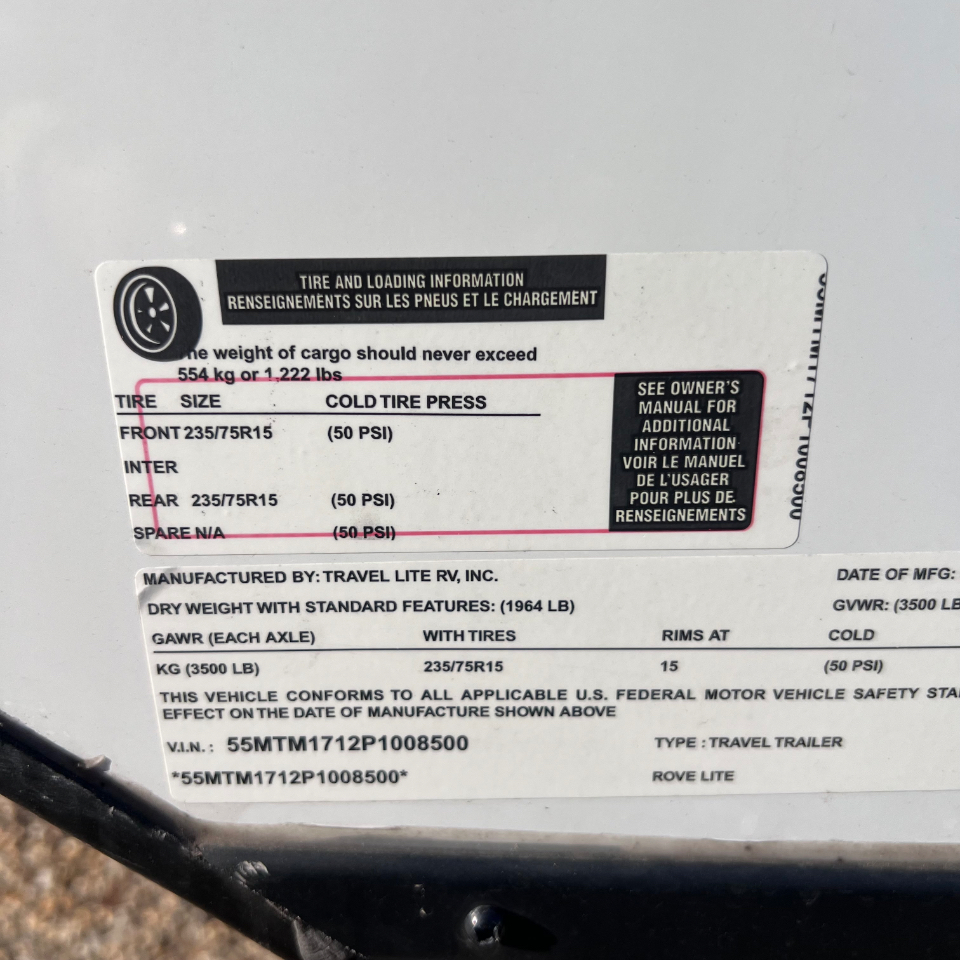 TIRE AND LOADING INFORMATION
RENSEIGNEMENTS SUR LES PNEUS ET LE CHARGEMENT
he weight of cargo should never exceed
554 kg or 1,222 lbs
TIRE SIZE COLD TIRE PRESS
FRONT 235/75R15 (50 PSI)
INTER
REAR 235/75R15 (50 PSI)
SPARE N/A (50 PSI)
SEE OWNER'S
MANUAL FOR
ADDITIONAL
INFORMATION
VOIR LE MANUEL
DE L'USAGER
POUR PLUS DE
RENSEIGNEMENTS
MANUFACTURED BY: TRAVEL LITE RV, INC. DATE OF MFG:
DRY WEIGHT WITH STANDARD FEATURES: (1964 LB) GVWR: (3500 LB
GAWR (EACH AXLE) WITH TIRES RIMS AT COLD
KG (3500 LB) 235/75R15 15 (50 PSI)
THIS VEHICLE CONFORMS TO ALL APPLICABLE U.S. FEDERAL MOTOR VEHICLE SAFETY STA
EFFECT ON THE DATE OF MANUFACTURE SHOWN ABOVE
V.I.N.: 55MTM1712P1008500 TYPE : TRAVEL TRAILER
*55MTM1712P1008500* ROVE LITE